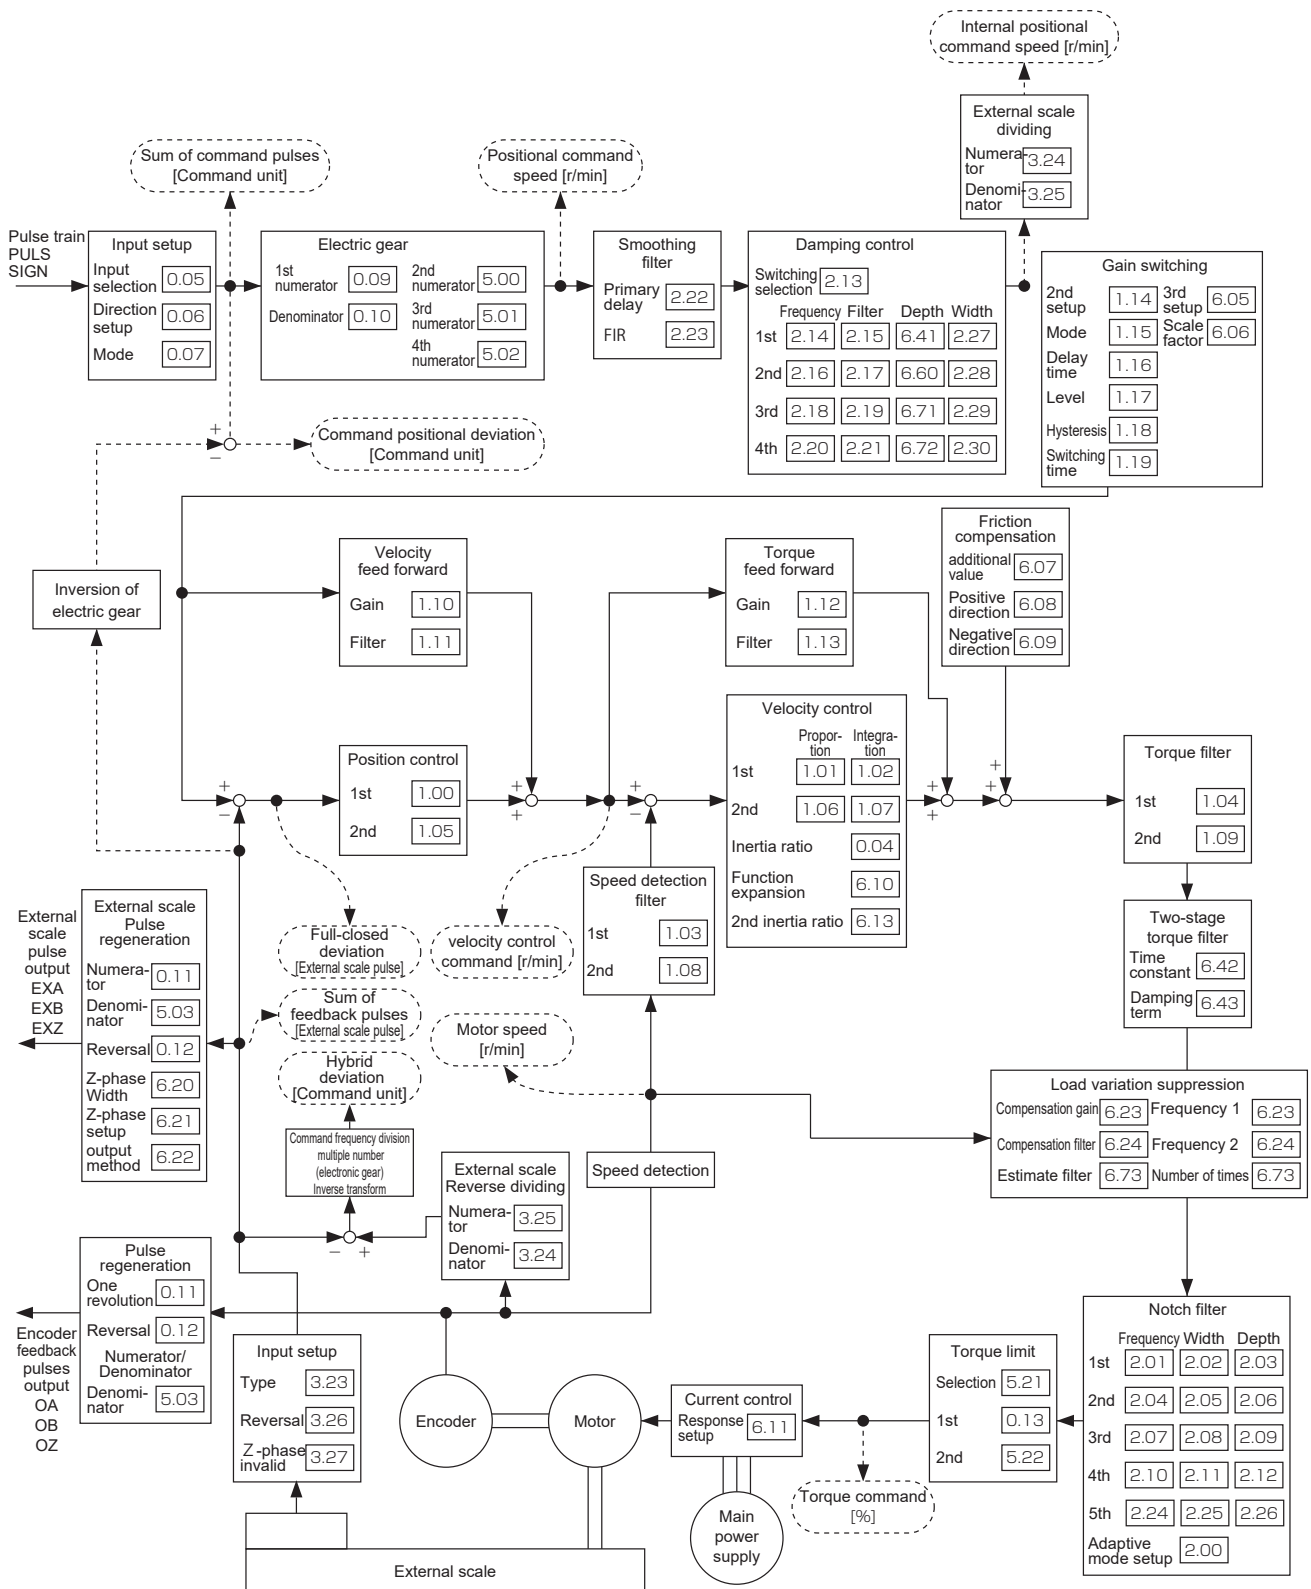 Internal positional
command speed [r/min]
External scale
dividing
Numera-
tor
3.24
Denomi-
nator
3.25
Sum of command pulses
[Command unit]
Positional command
speed [r/min]
Pulse train
PULS
SIGN
Input setup
Input
selection
0.05
Direction
setup
0.06
Mode
0.07
Electric gear
1st
numerator
0.09
2nd
numerator
5.00
Denominator
0.10
3rd
numerator
5.01
4th
numerator
5.02
Smoothing
filter
Primary
delay
2.22
FIR
2.23
Damping control
Switching
selection
2.13
Frequency Filter Depth Width
1st 2.14 2.15 6.41 2.27
2nd 2.16 2.17 6.60 2.28
3rd 2.18 2.19 6.71 2.29
4th 2.20 2.21 6.72 2.30
Gain switching
2nd
setup
1.14
3rd
setup
6.05
Mode
1.15
Scale
factor
6.06
Delay
time
1.16
Level
1.17
Hysteresis
1.18
Switching
time
1.19
+
−
Command positional deviation
[Command unit]
Inversion of
electric gear
Velocity
feed forward
Gain 1.10
Filter 1.11
Torque
feed forward
Gain 1.12
Filter 1.13
Friction
compensation
additional
value
6.07
Positive
direction
6.08
Negative
direction
6.09
+
−
Position control
1st 1.00
2nd 1.05
+
+
+
−
Velocity control
Propor-
tion
Integra-
tion
1st 1.01 1.02
2nd 1.06 1.07
Inertia ratio 0.04
Function
expansion
6.10
2nd inertia ratio 6.13
+
+
+
+
Torque filter
1st 1.04
2nd 1.09
Speed detection
filter
1st 1.03
2nd 1.08
Two-stage
torque filter
Time
constant
6.42
Damping
term
6.43
External
scale
pulse
output
EXA
EXB
EXZ
External scale
Pulse
regeneration
Numera-
tor
0.11
Denomi-
nator
5.03
Reversal 0.12
Z-phase
Width
6.20
Z-phase
setup
6.21
output
method
6.22
Full-closed
deviation
[External scale pulse]
velocity control
command [r/min]
Sum of
feedback pulses
[External scale pulse]
Motor speed
[r/min]
Hybrid
deviation
[Command unit]
Command frequency division
multiple number
(electronic gear)
Inverse transform
−
+
External scale
Reverse dividing
Numera-
tor
3.25
Denomi-
nator
3.24
Speed detection
Load variation suppression
Compensation gain 6.23 Frequency 1 6.23
Compensation filter 6.24 Frequency 2 6.24
Estimate filter 6.73 Number of times 6.73
Encoder
feedback
pulses
output
OA
OB
OZ
Pulse
regeneration
One
revolution
0.11
Reversal 0.12
Numerator/
Denominator
Denomi-
nator
5.03
Input setup
Type 3.23
Reversal 3.26
Z-phase
invalid
3.27
Encoder
Motor
Current control
Response
setup
6.11
Main
power
supply
Torque command
[%]
Torque limit
Selection 5.21
1st 0.13
2nd 5.22
Notch filter
Frequency Width Depth
1st 2.01 2.02 2.03
2nd 2.04 2.05 2.06
3rd 2.07 2.08 2.09
4th 2.10 2.11 2.12
5th 2.24 2.25 2.26
Adaptive
mode setup
2.00
External scale